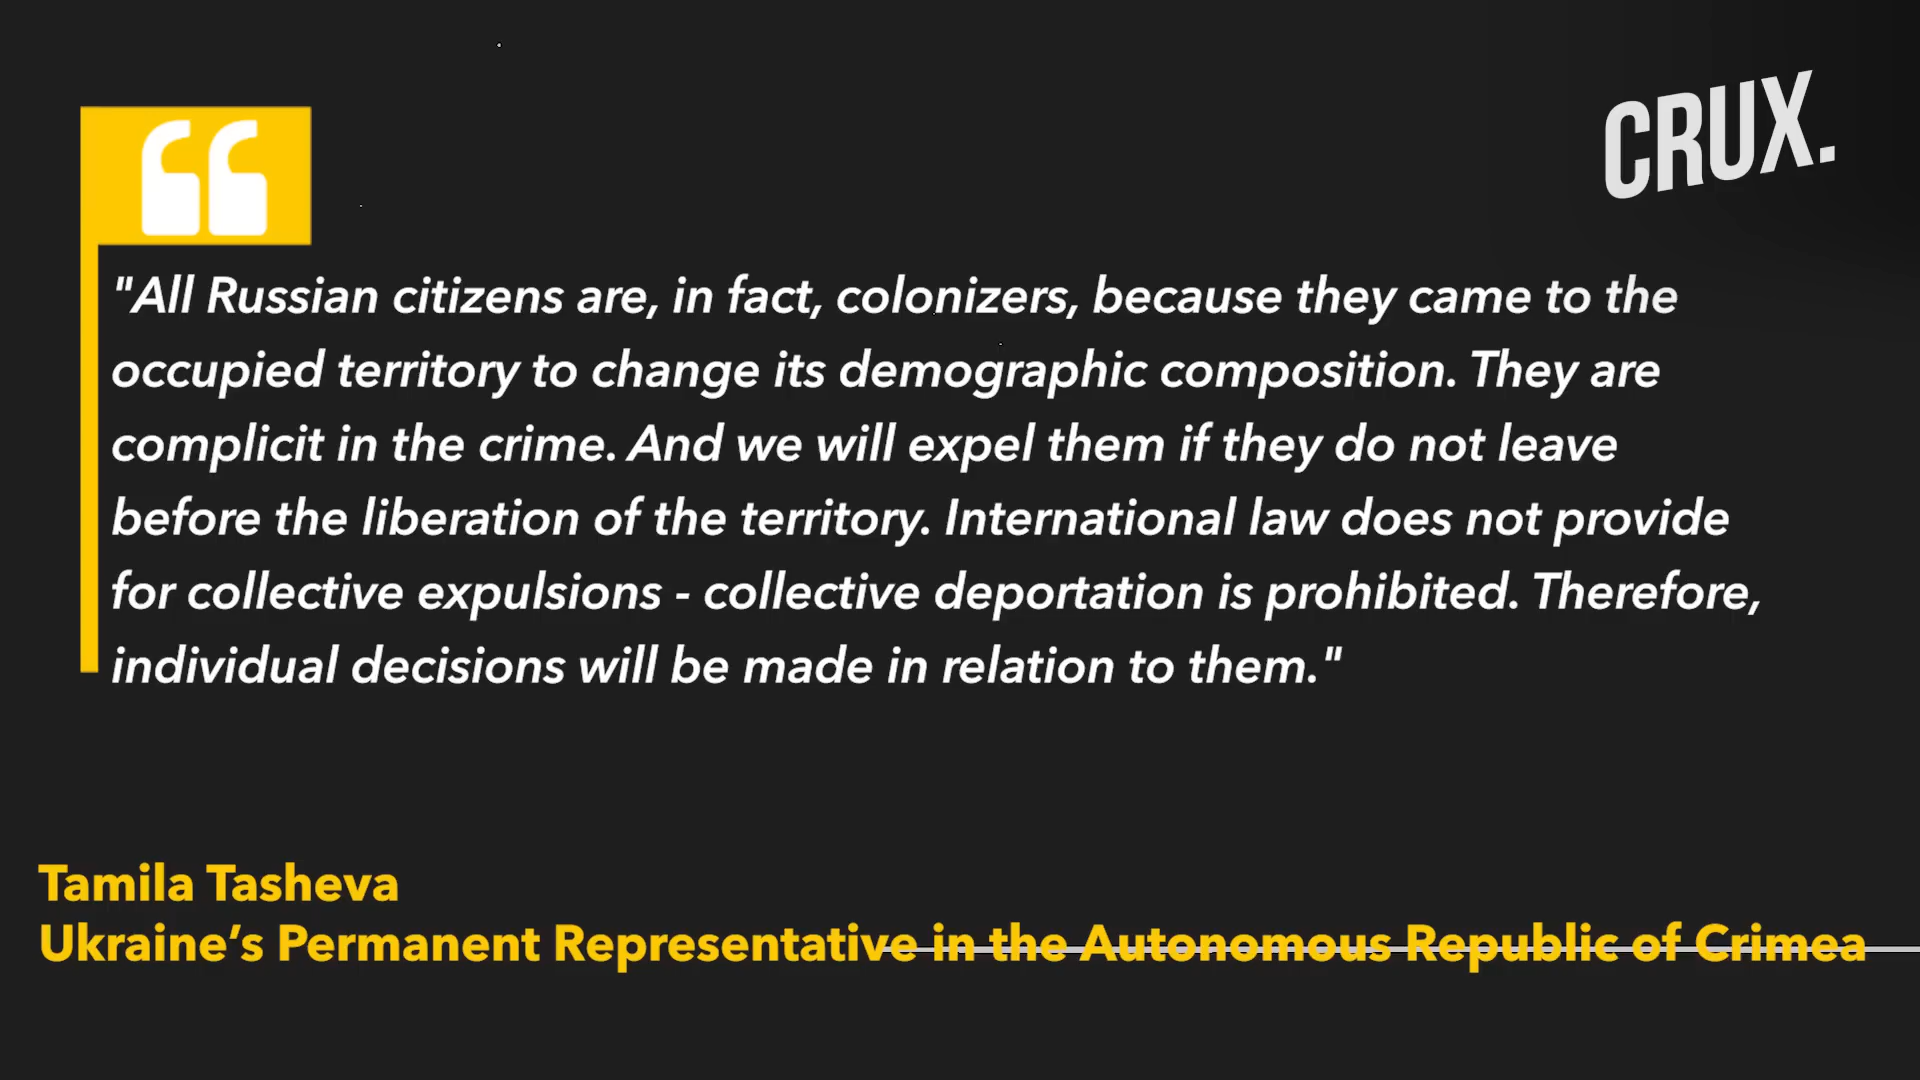 CRUX.
"All Russian citizens are, in fact, colonizers, because they came to the
occupied territory to change its demographic composition. They are
complicit in the crime. And we will expel them if they do not leave
before the liberation of the territory. International law does not provide
for collective expulsions - collective deportation is prohibited. Therefore,
individual decisions will be made in relation to them."
Tamila Tasheva
Ukraine’s Permanent Representative in the Autonomous Republic of Crimea